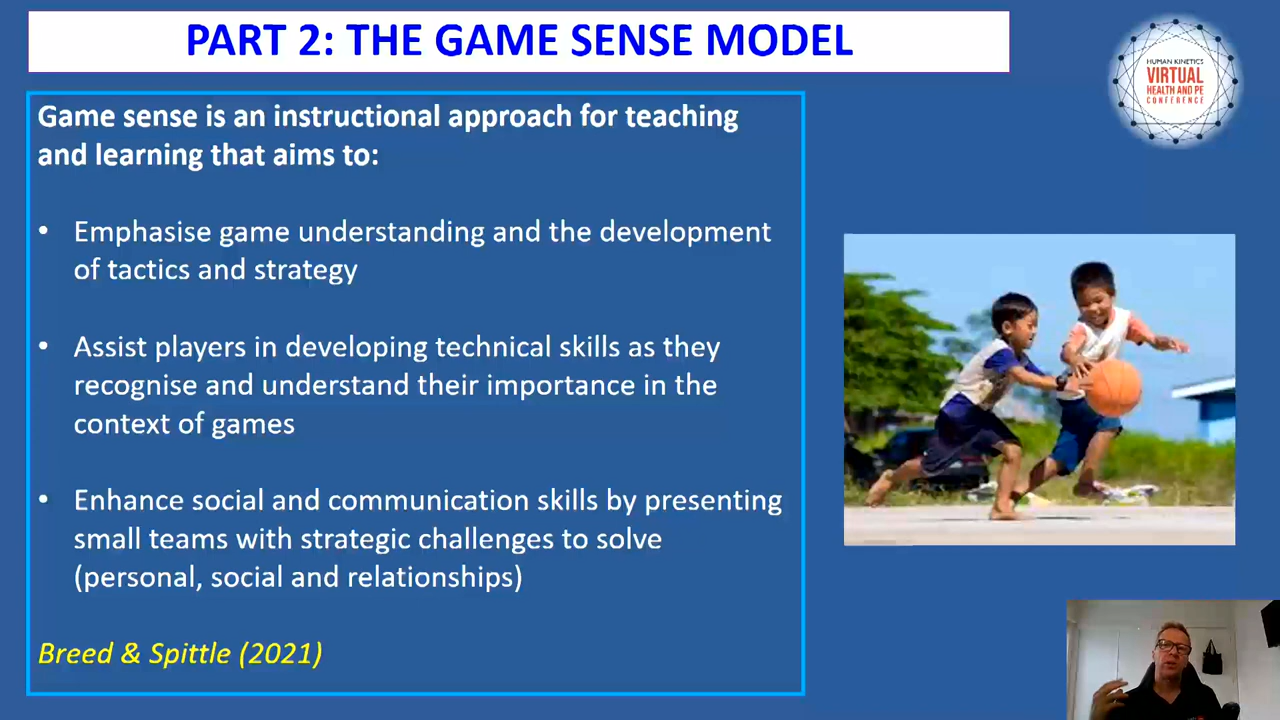 PART 2: THE GAME SENSE MODEL
HUMAN KINETICS
VIRTUAL
HEALTH AND PE
CONFERENCE
Game sense is an instructional approach for teaching
and learning that aims to:
• Emphasise game understanding and the development
of tactics and strategy
• Assist players in developing technical skills as they
recognise and understand their importance in the
context of games
• Enhance social and communication skills by presenting
small teams with strategic challenges to solve
(personal, social and relationships)
Breed & Spittle (2021)